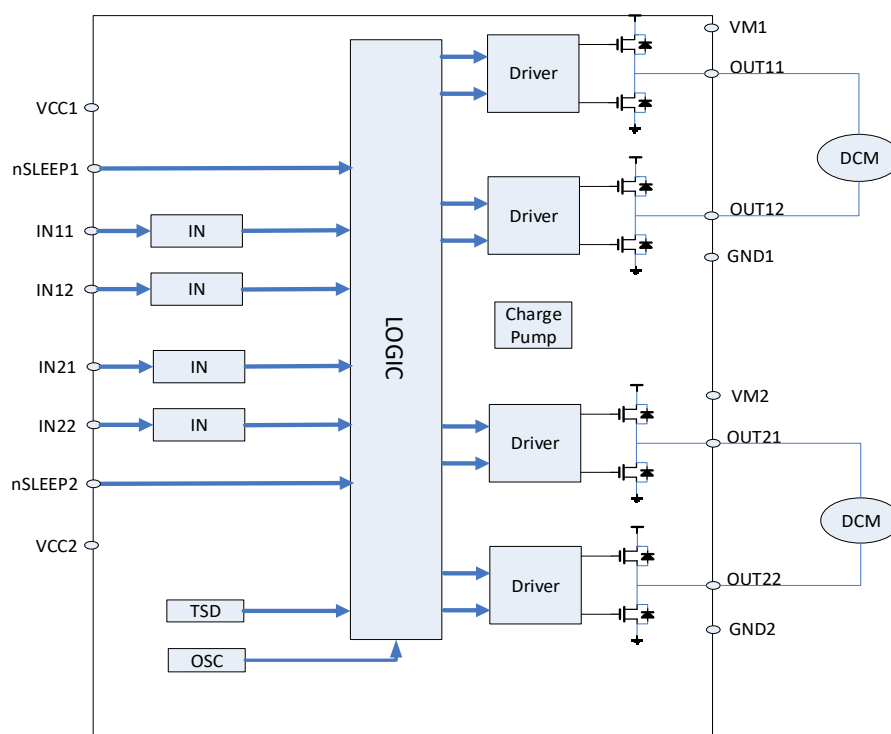 VCC1
nSLEEP1
IN11
IN
IN12
IN
IN21
IN
IN22
IN
nSLEEP2
VCC2
TSD
OSC
LOGIC
Driver
Driver
Charge
Pump
Driver
Driver
VM1
OUT11
DCM
OUT12
GND1
VM2
OUT21
DCM
OUT22
GND2